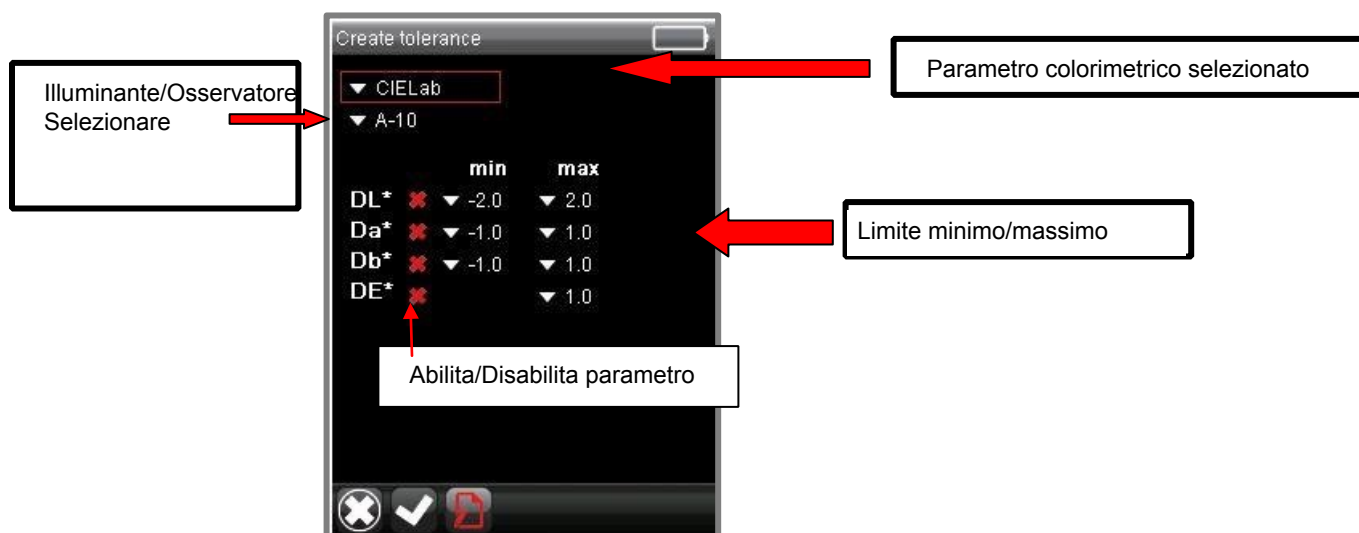 Create tolerance
Parametro colorimetrico selezionato
Illuminante/Osservatore
Selezionare
CIELab
A-10
min max
DL* -2.0 2.0
Da* -1.0 1.0
Db* -1.0 1.0
DE* 1.0
Limite minimo/massimo
Abilita/Disabilita parametro